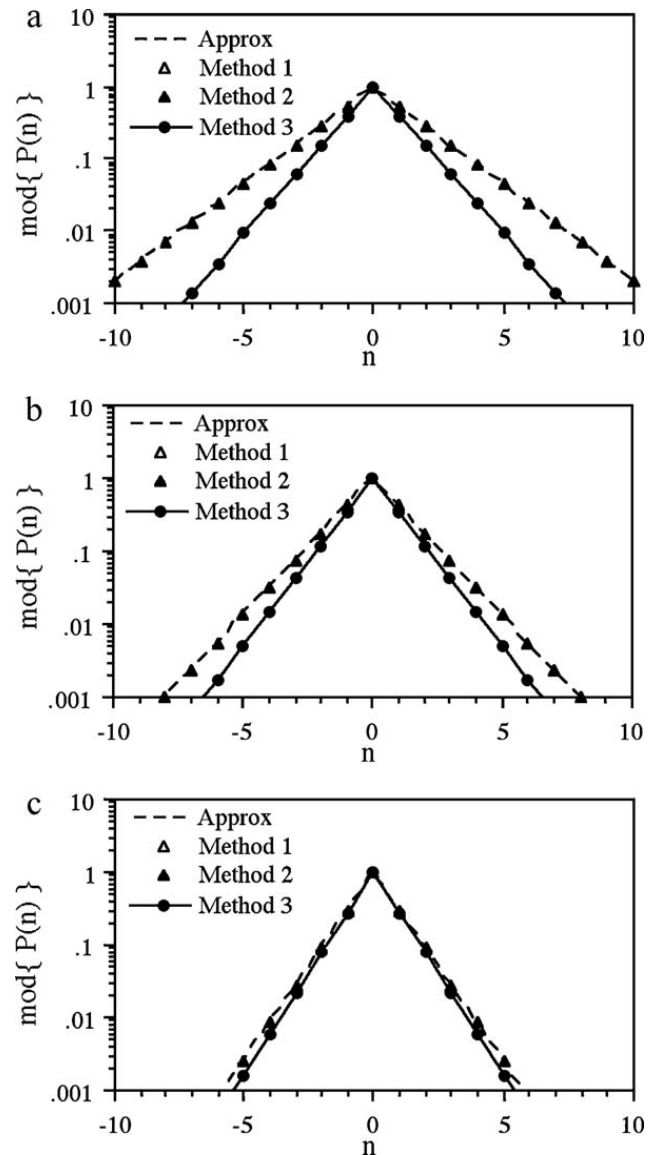 a
10
1
.1
.01
.001
mod{ P(n) }
Approx
Method 1
Method 2
Method 3
-10 -5 0 5 10
n
b
10
1
.1
.01
.001
mod{ P(n) }
Approx
Method 1
Method 2
Method 3
-10 -5 0 5 10
n
c
10
1
.1
.01
.001
mod{ P(n) }
Approx
Method 1
Method 2
Method 3
-10 -5 0 5 10
n